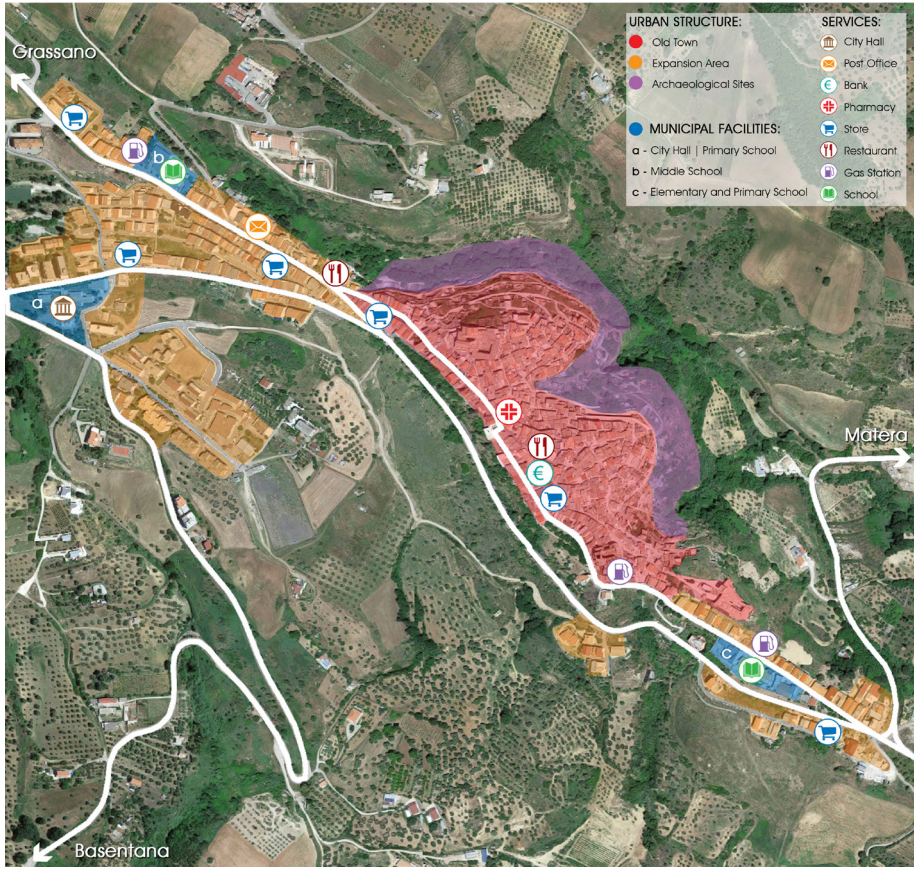 Grassano
URBAN STRUCTURE:
Old Town
Expansion Area
Archaeological Sites
MUNICIPAL FACILITIES:
a - City Hall | Primary School
b - Middle School
c - Elementary and Primary School
SERVICES:
City Hall
Post Office
€ Bank
Pharmacy
Store
Restaurant
Gas Station
School
b
a
Matera
€
c
Basentana